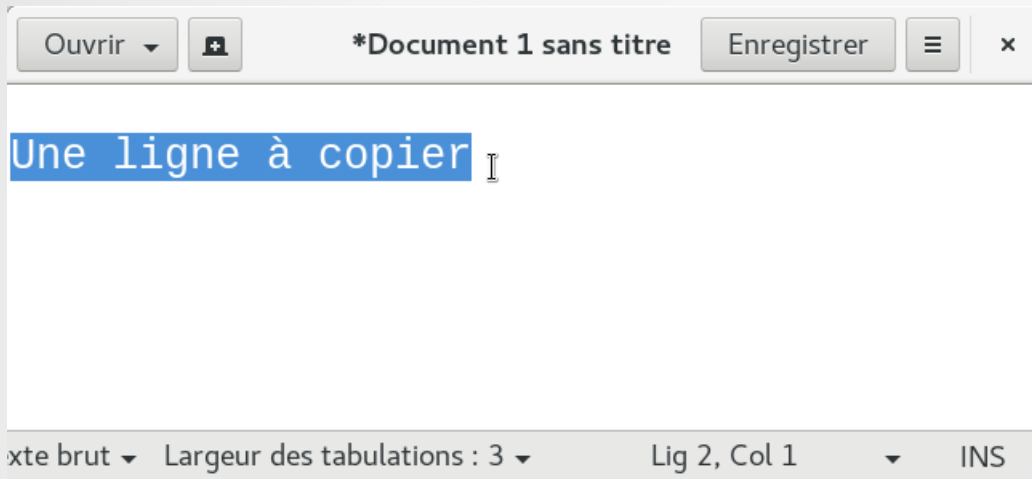 Ouvrir *Document 1 sans titre Enregistrer
Une ligne à copier
xte brut Largeur des tabulations : 3 Lig 2, Col 1 INS